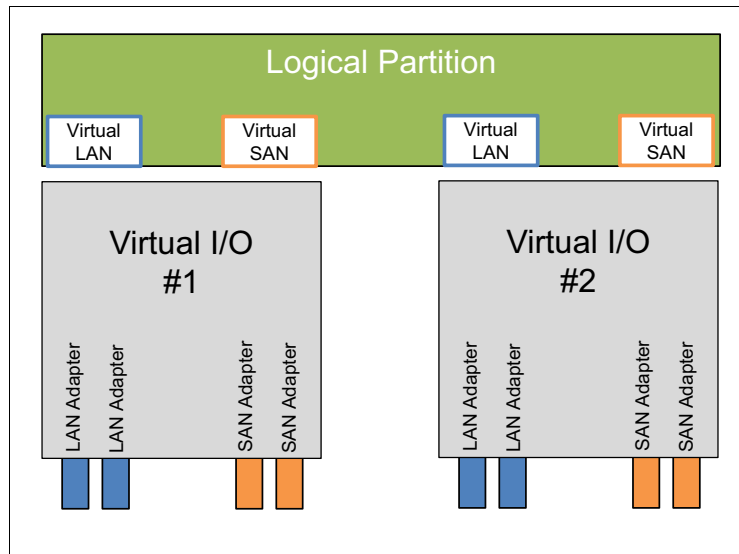 Logical Partition
Virtual
LAN
Virtual
SAN
Virtual
LAN
Virtual
SAN
Virtual I/O
#1
LAN Adapter
LAN Adapter
SAN Adapter
SAN Adapter
Virtual I/O
#2
LAN Adapter
LAN Adapter
SAN Adapter
SAN Adapter